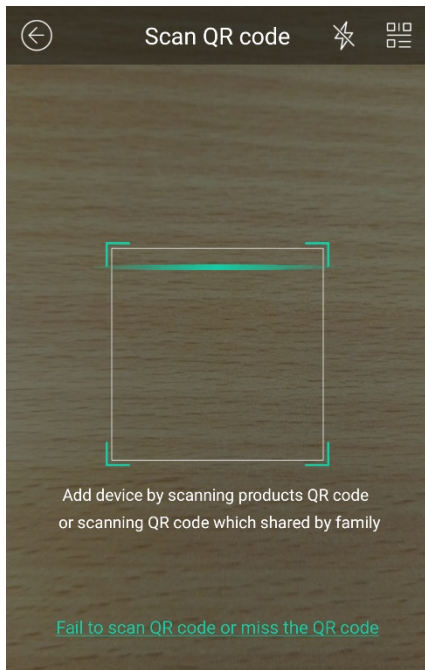 Scan QR code
Add device by scanning products QR code
or scanning QR code which shared by family
Fail to scan QR code or miss the QR code